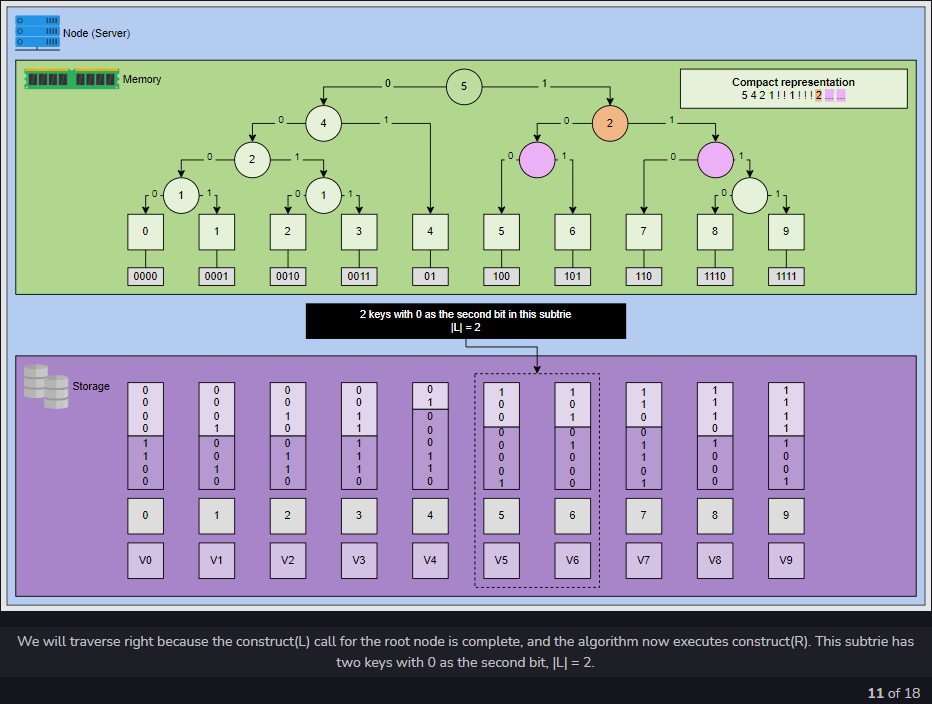 Node (Server)
Memory
Compact representation
5 4 2 1 ! ! 1 ! ! ! 2 ... ...
5
0 1
4 2
0 1 0 1
2
0 1 0 1 0 1
1 1
0 1 0 1 0 1
0 1 2 3 4 5 6 7 8 9
0000 0001 0010 0011 01 100 101 110 1110 1111
2 keys with 0 as the second bit in this subtrie
|L| = 2
Storage
0 0 0 0 0 1 1 1 1 1
0 0 0 0 1 0 0 1 1 1
0 0 1 1 0 0 1 0 1 1
0 1 0 1 0 0 0 0 0 1
1 0 0 1 0 0 1 1 1 1
1 0 1 1 1 0 0 1 0 0
0 1 1 1 1 0 0 0 0 0
0 0 0 0 0 1 0 1 0 1
0 1 2 3 4 5 6 7 8 9
V0 V1 V2 V3 V4 V5 V6 V7 V8 V9
We will traverse right because the construct(L) call for the root node is complete, and the algorithm now executes construct(R). This subtrie has
two keys with 0 as the second bit, |L| = 2.
11 of 18